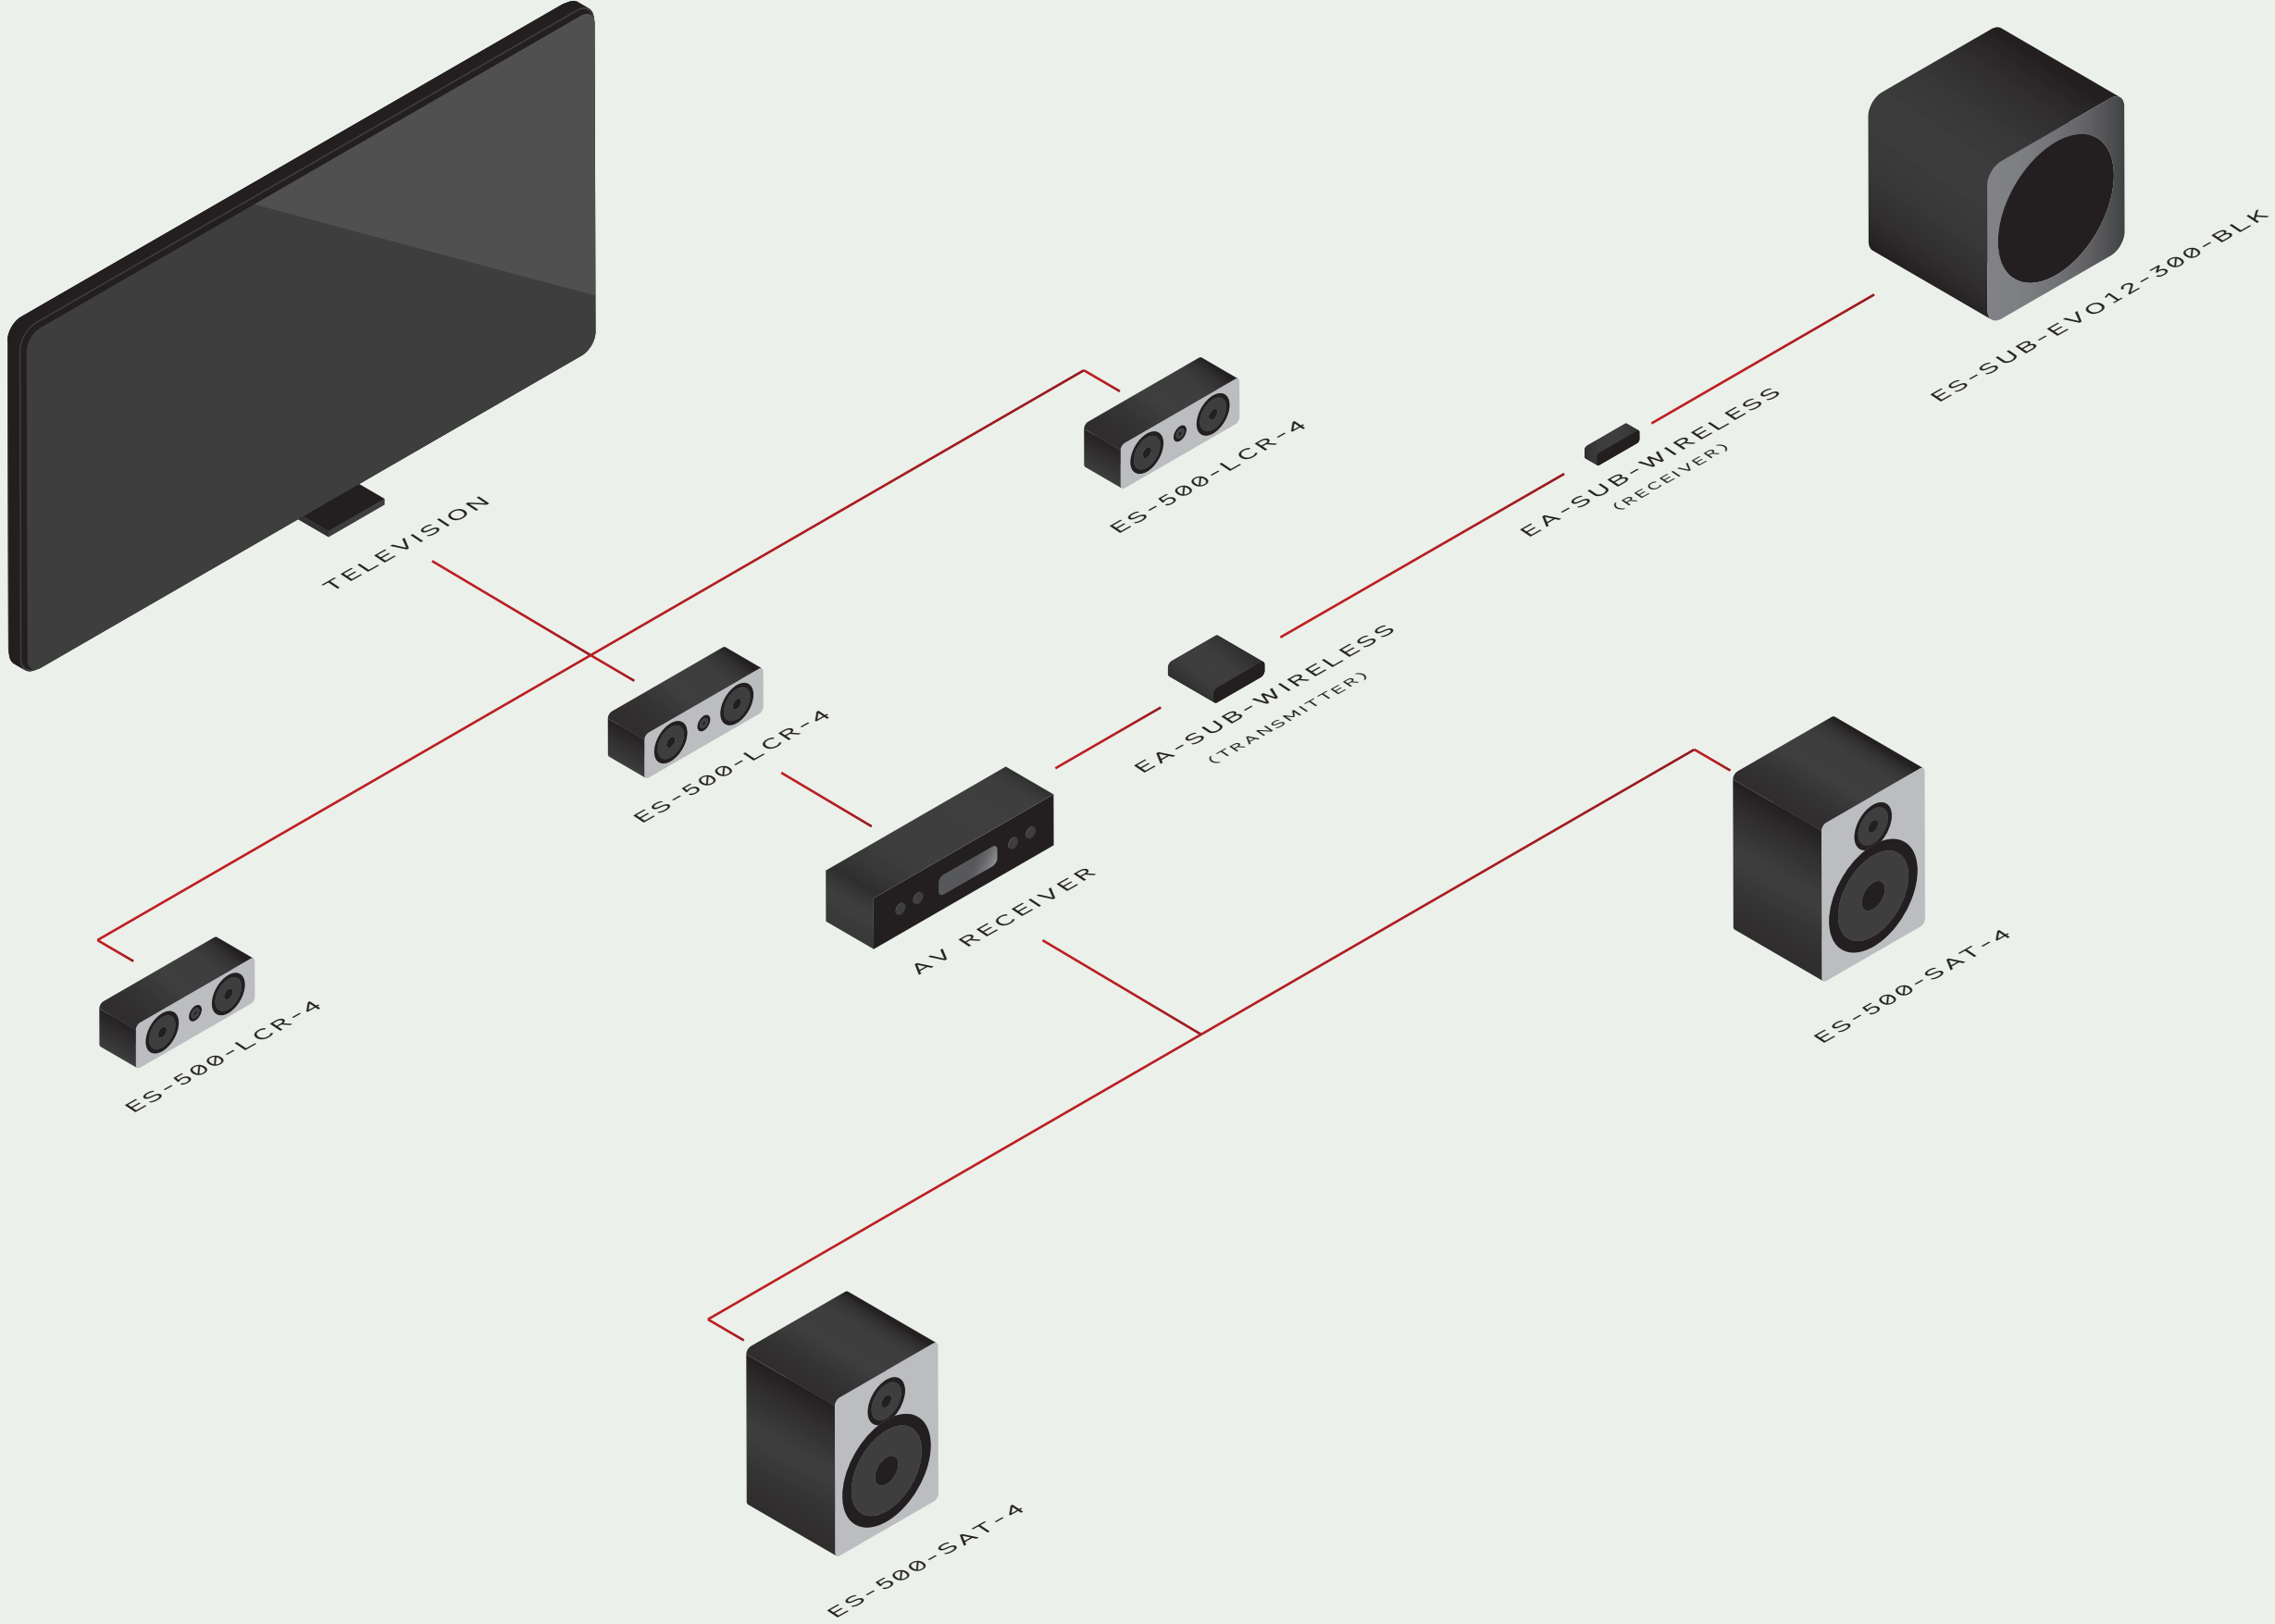 ES-SUB-EVO12-300-BLK
EA-SUB-WIRELESS
(RECEIVER)
ES-500-LCR-4
TELEVISION
EA-SUB-WIRELESS
(TRANSMITTER)
ES-500-LCR-4
AV RECEIVER
ES-500-SAT-4
ES-500-LCR-4
ES-500-SAT-4